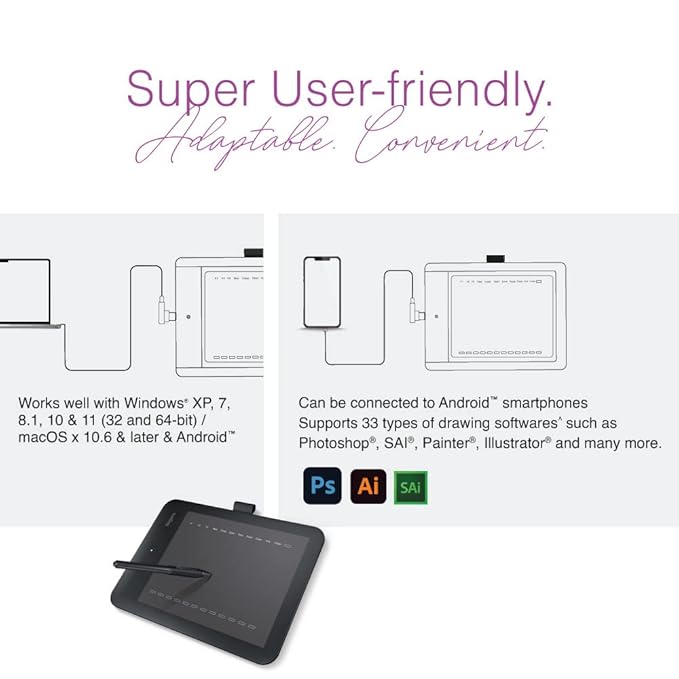 Super User-friendly.
Adaptable. Convenient.
Works well with Windows® XP, 7,
8.1, 10 & 11 (32 and 64-bit) /
macOS x 10.6 & later & Android™
Can be connected to Android™ smartphones
Supports 33 types of drawing softwares^ such as
Photoshop®, SAI®, Painter®, Illustrator® and many more.
Ps Ai SAi